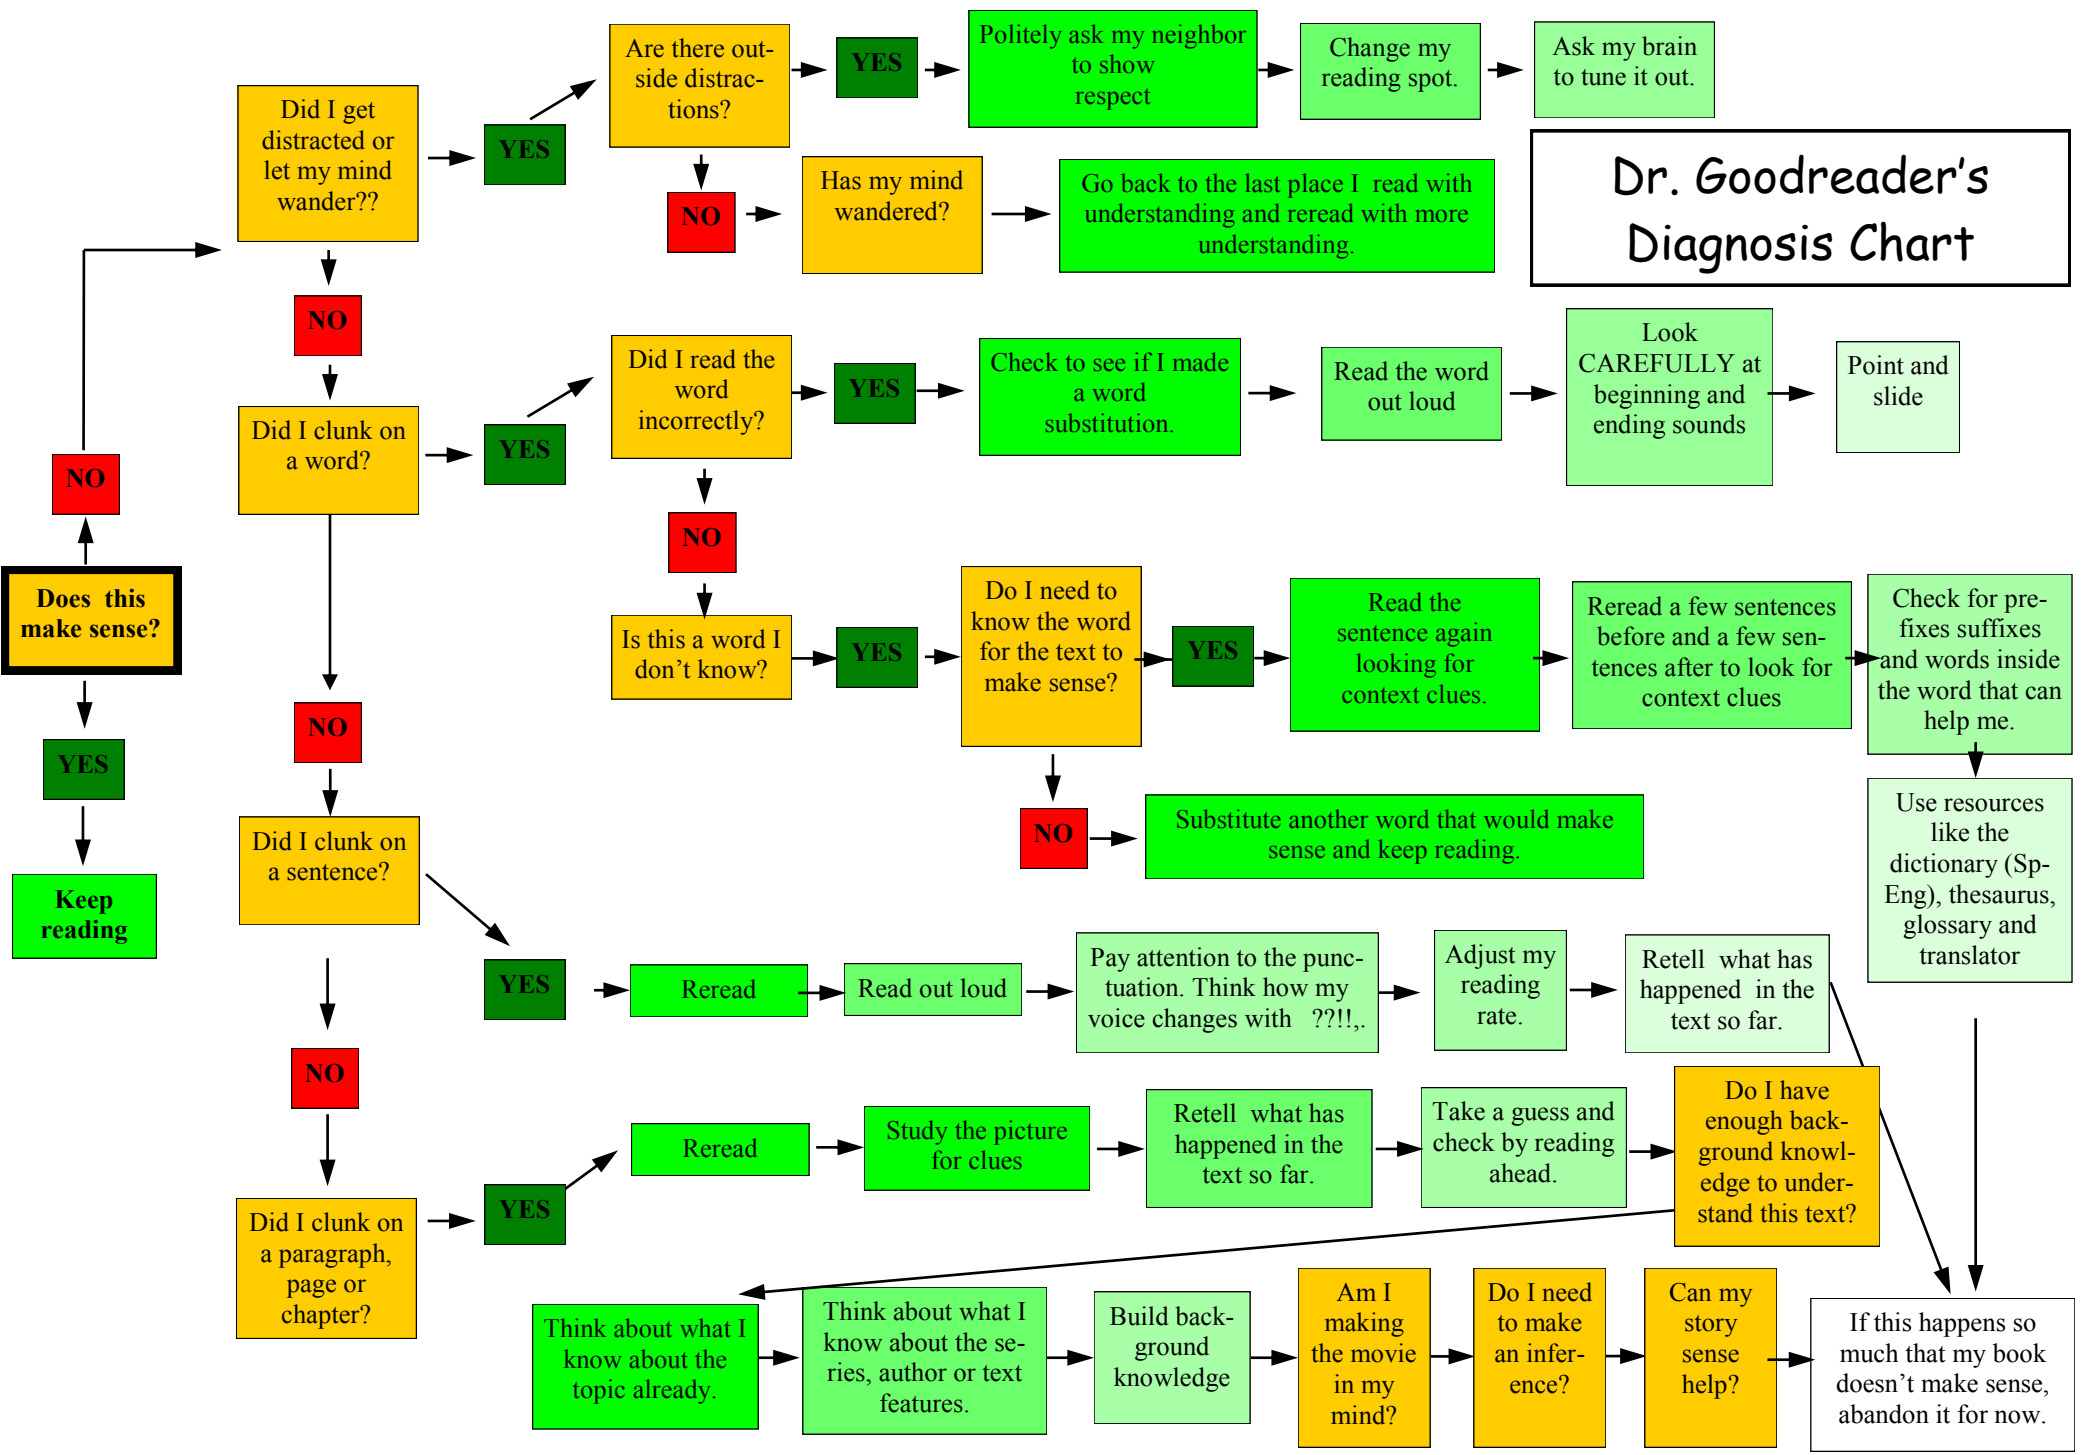 Dr. Goodreader’s
Diagnosis Chart
Does  this
make sense?
NO
YES
Keep
reading
Did I get
distracted or
let my mind
wander??
YES
Are there out-
side distrac-
tions?
YES
Politely ask my neighbor
to show
respect
Change my
reading spot.
Ask my brain
to tune it out.
NO
Has my mind
wandered?
Go back to the last place I  read with
understanding and reread with more
understanding.
NO
Did I clunk on
a word?
YES
Did I read the
word
incorrectly?
YES
Check to see if I made
a word
substitution.
Read the word
out loud
Look
CAREFULLY at
beginning and
ending sounds
Point and
slide
NO
Is this a word I
don’t know?
YES
Do I need to
know the word
for the text to
make sense?
YES
Read the
sentence again
looking for
context clues.
Reread a few sentences
before and a few sen-
tences after to look for
context clues
Check for pre-
fixes suffixes
and words inside
the word that can
help me.
Use resources
like the
dictionary (Sp-
Eng), thesaurus,
glossary and
translator
NO
Substitute another word that would make
sense and keep reading.
NO
Did I clunk on
a sentence?
YES
Reread
Read out loud
Pay attention to the punc-
tuation. Think how my
voice changes with   ??!!,.
Adjust my
reading
rate.
Retell  what has
happened  in the
text so far.
NO
Did I clunk on
a paragraph,
page or
chapter?
YES
Reread
Study the picture
for clues
Retell  what has
happened in the
text so far.
Take a guess and
check by reading
ahead.
Do I have
enough back-
ground knowl-
edge to under-
stand this text?
Think about what I
know about the
topic already.
Think about what I
know about the se-
ries, author or text
features.
Build back-
ground
knowledge
Am I
making
the movie
in my
mind?
Do I need
to make
an infer-
ence?
Can my
story
sense
help?
If this happens so
much that my book
doesn’t make sense,
abandon it for now.